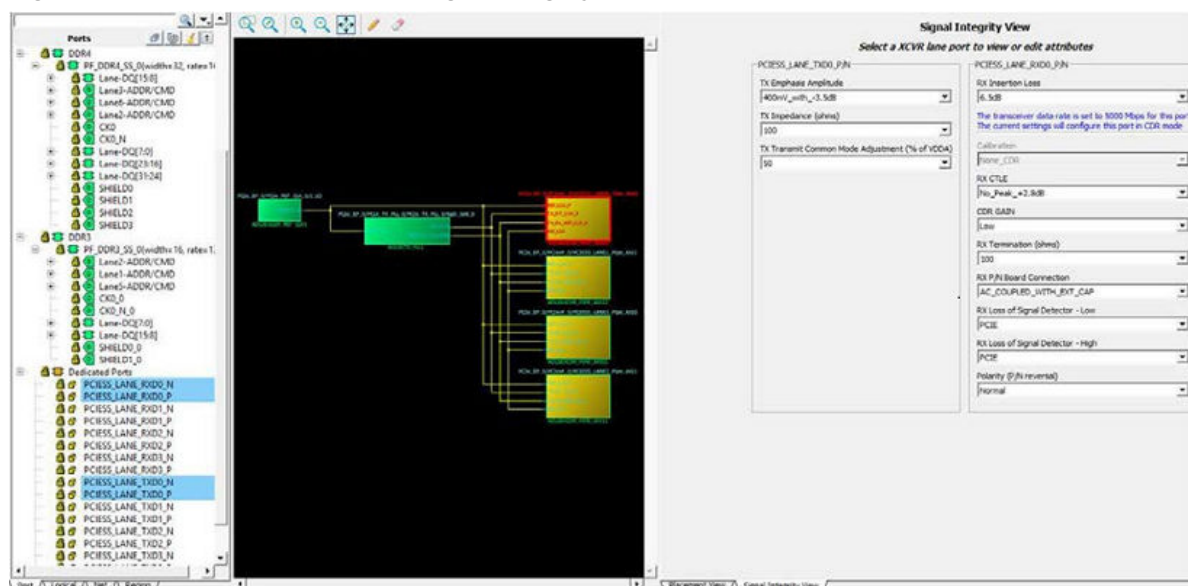 Ports
DDR4
PF_DDR4_SS_0(width=32, rate=1
Lane-DQ[15:8]
Lane3-ADDR/CMD
Lane6-ADDR/CMD
Lane2-ADDR/CMD
CK0
CK0_N
Lane-DQ[7:0]
Lane-DQ[23:16]
Lane-DQ[31:24]
SHIELD0
SHIELD1
SHIELD2
SHIELD3
DDR3
PF_DDR3_SS_0(width=16, rate=1
Lane2-ADDR/CMD
Lane1-ADDR/CMD
Lane5-ADDR/CMD
CK0_0
CK0_N_0
Lane-DQ[7:0]
Lane-DQ[15:8]
SHIELD0_0
SHIELD1_0
Dedicated Ports
PCIESS_LANE_RXD0_N
PCIESS_LANE_RXD0_P
PCIESS_LANE_RXD1_N
PCIESS_LANE_RXD1_P
PCIESS_LANE_RXD2_N
PCIESS_LANE_RXD2_P
PCIESS_LANE_RXD3_N
PCIESS_LANE_RXD3_P
PCIESS_LANE_TXD0_N
PCIESS_LANE_TXD0_P
PCIESS_LANE_TXD1_N
PCIESS_LANE_TXD1_P
PCIESS_LANE_TXD2_N
PCIESS_LANE_TXD2_P
PCIESS_LANE_TXD3_N
Port Logical Net Region
Signal Integrity View
Select a XCVR lane port to view or edit attributes
PCIESS_LANE_TXD0_P/N
TX Emphasis Amplitude
400mV_with_-3.5dB
TX Impedance (ohms)
100
TX Transmit Common Mode Adjustment (% of VDDA)
50
PCIESS_LANE_RXD0_P/N
RX Insertion Loss
6.5dB
The transceiver data rate is set to 5000 Mbps for this port
The current settings will configure this port in CDR mode
Calibration
None_CDR
RX CTLE
No_Peak_+2.8dB
CDR GAIN
Low
RX Termination (ohms)
100
RX P/N Board Connection
AC_COUPLED_WITH_EXT_CAP
RX Loss of Signal Detector - Low
PCIE
RX Loss of Signal Detector - High
PCIE
Polarity (P/N reversal)
Normal
Placement View Signal Integrity View